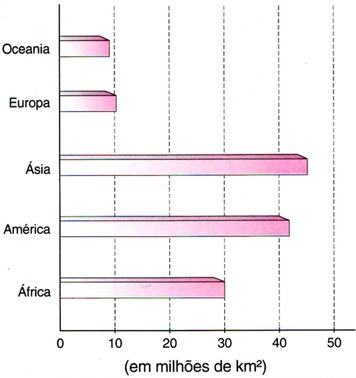 Oceania
Europa
Ásia
América
África
0 10 20 30 40 50
(em milhões de km²)